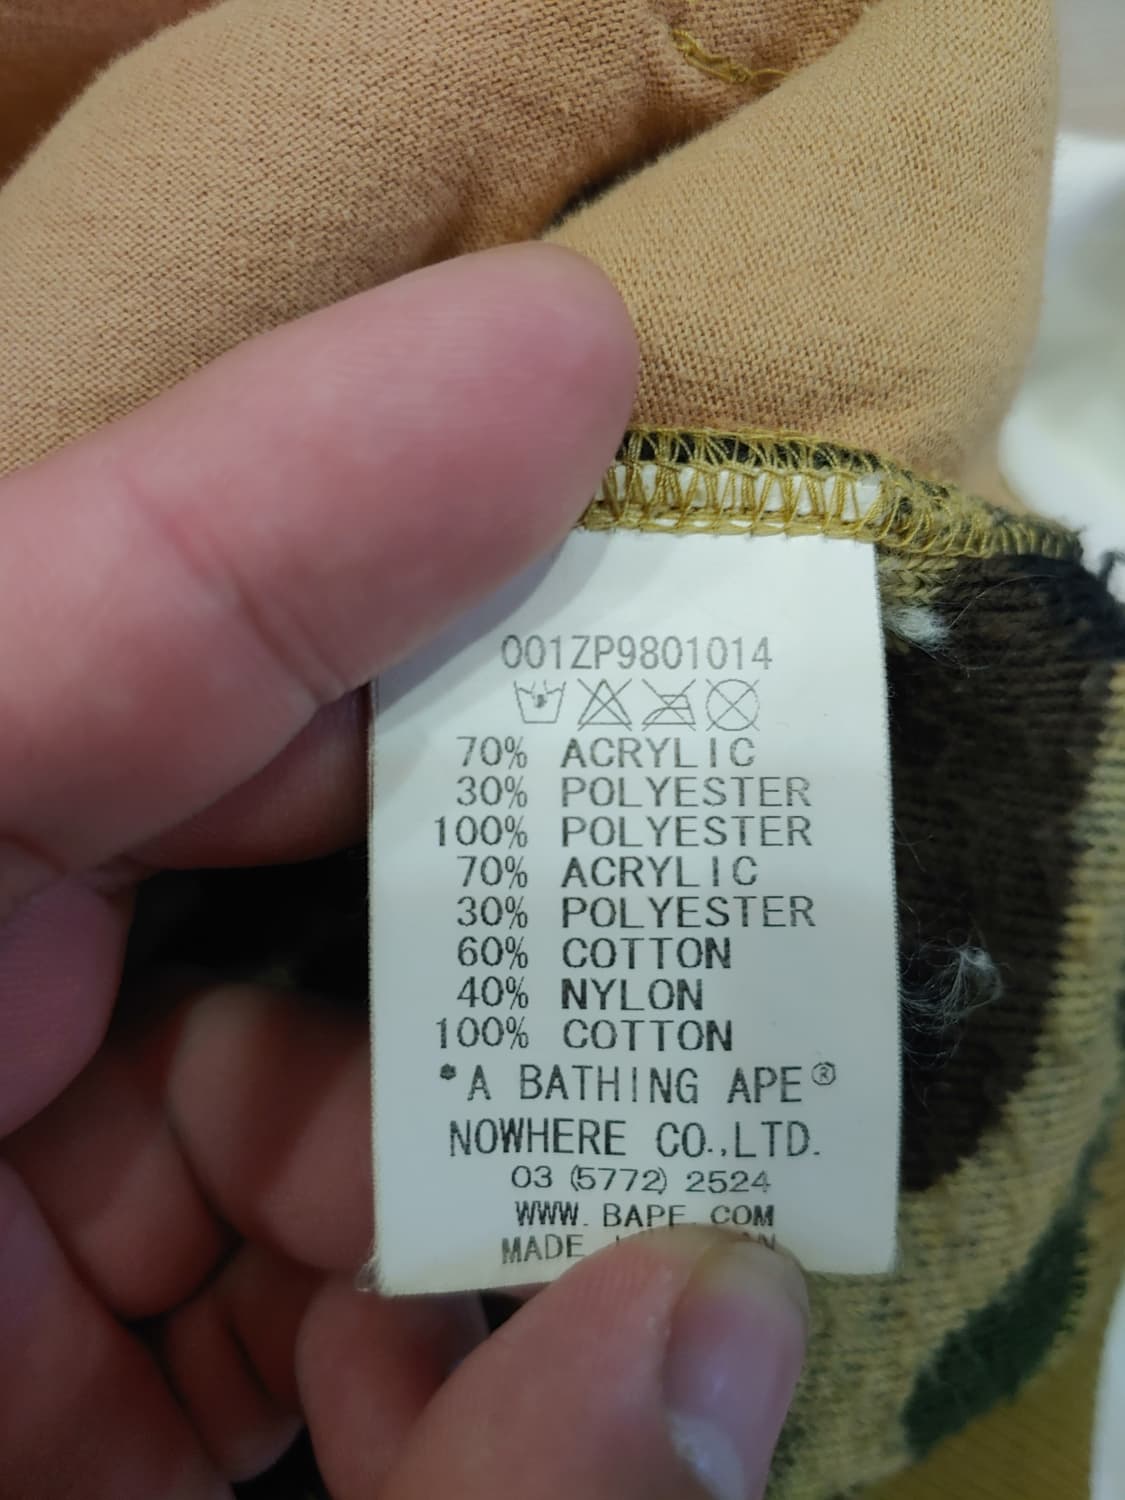 001ZP9801014
70% ACRYLIC
30% POLYESTER
100% POLYESTER
70% ACRYLIC
30% POLYESTER
60% COTTON
40% NYLON
100% COTTON
*A BATHING APE®
NOWHERE CO.,LTD.
03 (5772) 2524
WWW. BAPE. COM
MADE